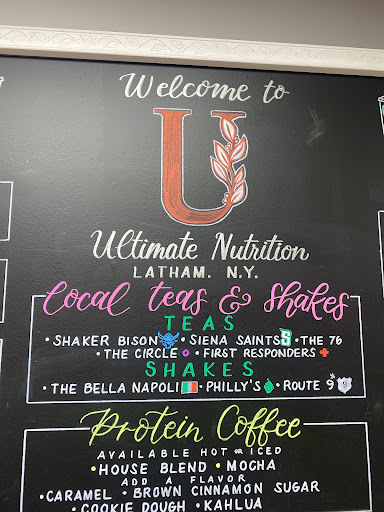 Welcome to
U
Ultimate Nutrition
LATHAM, N.Y.
Local teas & shakes
TEAS
• SHAKER BISON • SIENA SAINTS S • THE 76
• THE CIRCLE • FIRST RESPONDERS
SHAKES
• THE BELLA NAPOLI • PHILLY'S • ROUTE 9 9
Protein Coffee
AVAILABLE HOT OR ICED
• HOUSE BLEND • MOCHA
ADD A FLAVOR
• CARAMEL • BROWN CINNAMON SUGAR
• COOKIE DOUGH • KAHLUA